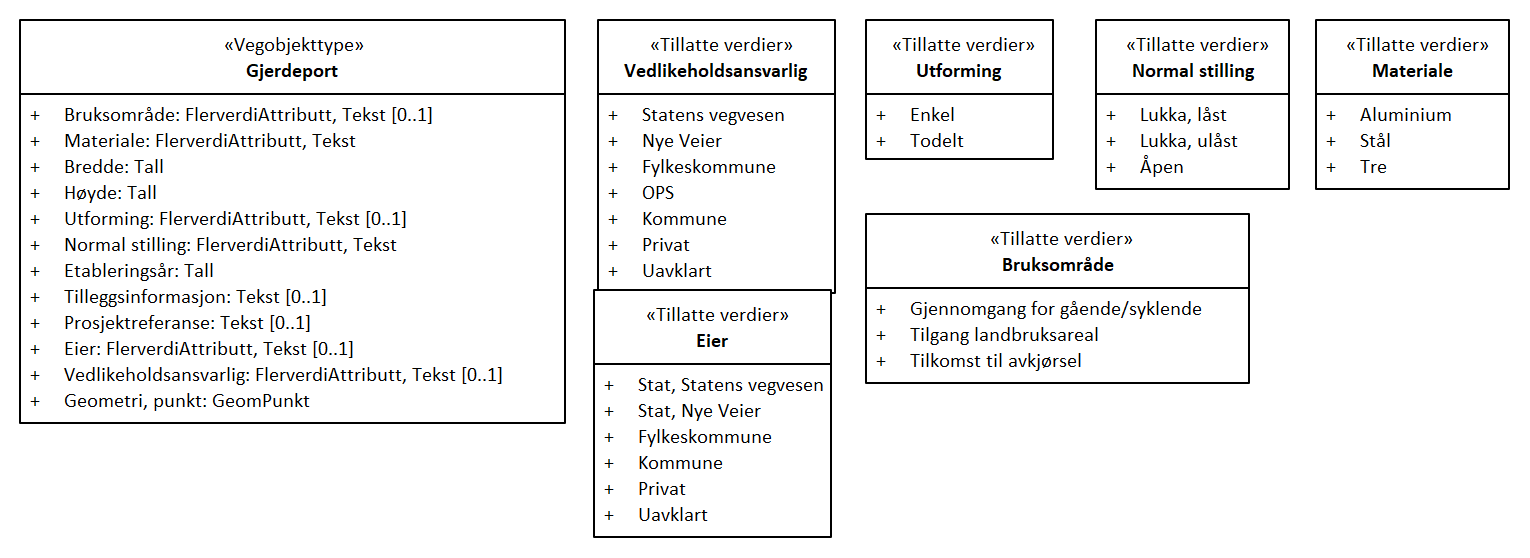 «Vegobjekttype»
Gjerdeport
+ Bruksområde: FlerverdiAttributt, Tekst [0..1]
+ Materiale: FlerverdiAttributt, Tekst
+ Bredde: Tall
+ Høyde: Tall
+ Utforming: FlerverdiAttributt, Tekst [0..1]
+ Normal stilling: FlerverdiAttributt, Tekst
+ Etableringsår: Tall
+ Tilleggsinformasjon: Tekst [0..1]
+ Prosjektreferanse: Tekst [0..1]
+ Eier: FlerverdiAttributt, Tekst [0..1]
+ Vedlikeholdsansvarlig: FlerverdiAttributt, Tekst [0..1]
+ Geometri, punkt: GeomPunkt
«Tillatte verdier»
Vedlikeholdsansvarlig
+ Statens vegvesen
+ Nye Veier
+ Fylkeskommune
+ OPS
+ Kommune
+ Privat
+ Uavklart
«Tillatte verdier»
Eier
+ Stat, Statens vegvesen
+ Stat, Nye Veier
+ Fylkeskommune
+ Kommune
+ Privat
+ Uavklart
«Tillatte verdier»
Utforming
+ Enkel
+ Todelt
«Tillatte verdier»
Normal stilling
+ Lukka, låst
+ Lukka, ulåst
+ Åpen
«Tillatte verdier»
Materiale
+ Aluminium
+ Stål
+ Tre
«Tillatte verdier»
Bruksområde
+ Gjennomgang for gående/syklende
+ Tilgang landbruksareal
+ Tilkomst til avkjørsel